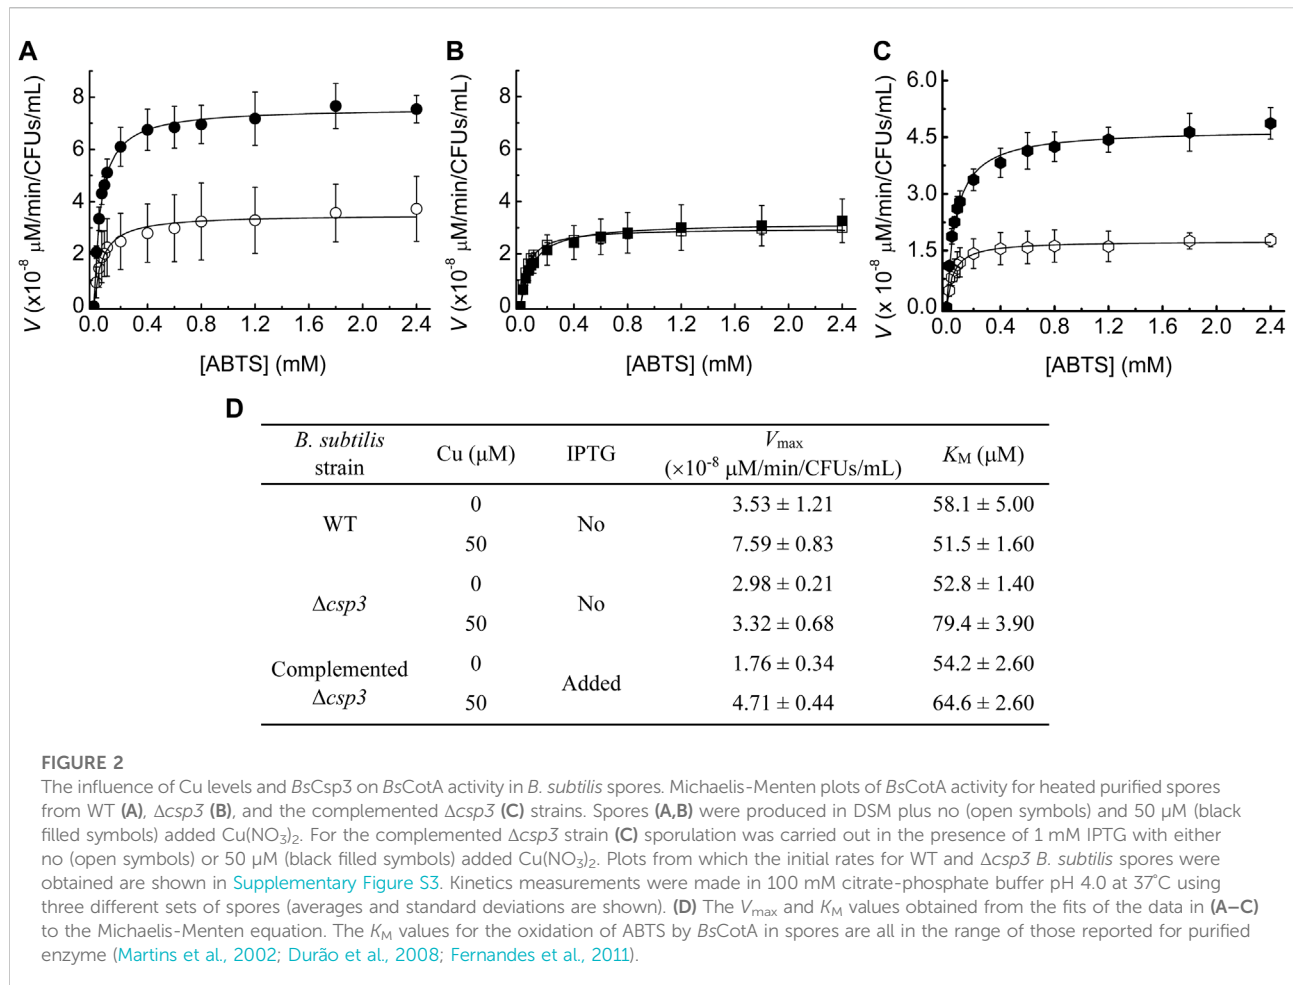 A
V (x10-8 μM/min/CFUs/mL)
8
6
4
2
0
0.0 0.4 0.8 1.2 1.6 2.0 2.4
[ABTS] (mM)
B
V (x10-8 μM/min/CFUs/mL)
8
6
4
2
0
0.0 0.4 0.8 1.2 1.6 2.0 2.4
[ABTS] (mM)
C
V (x 10-8 μM/min/CFUs/mL)
6.0
4.5
3.0
1.5
0.0
0.0 0.4 0.8 1.2 1.6 2.0 2.4
[ABTS] (mM)
D
B. subtilis strain Cu (μM) IPTG Vmax (×10-8 μM/min/CFUs/mL) KM (μM)
WT 0 No 3.53 ± 1.21 58.1 ± 5.00
50 7.59 ± 0.83 51.5 ± 1.60
Δcsp3 0 No 2.98 ± 0.21 52.8 ± 1.40
50 3.32 ± 0.68 79.4 ± 3.90
Complemented Δcsp3 0 Added 1.76 ± 0.34 54.2 ± 2.60
50 4.71 ± 0.44 64.6 ± 2.60
FIGURE 2
The influence of Cu levels and BsCsp3 on BsCotA activity in B. subtilis spores. Michaelis-Menten plots of BsCotA activity for heated purified spores
from WT (A), Δcsp3 (B), and the complemented Δcsp3 (C) strains. Spores (A,B) were produced in DSM plus no (open symbols) and 50 μM (black
filled symbols) added Cu(NO3)2. For the complemented Δcsp3 strain (C) sporulation was carried out in the presence of 1 mM IPTG with either
no (open symbols) or 50 μM (black filled symbols) added Cu(NO3)2. Plots from which the initial rates for WT and Δcsp3 B. subtilis spores were
obtained are shown in Supplementary Figure S3. Kinetics measurements were made in 100 mM citrate-phosphate buffer pH 4.0 at 37°C using
three different sets of spores (averages and standard deviations are shown). (D) The Vmax and KM values obtained from the fits of the data in (A–C)
to the Michaelis-Menten equation. The KM values for the oxidation of ABTS by BsCotA in spores are all in the range of those reported for purified
enzyme (Martins et al., 2002; Durão et al., 2008; Fernandes et al., 2011).